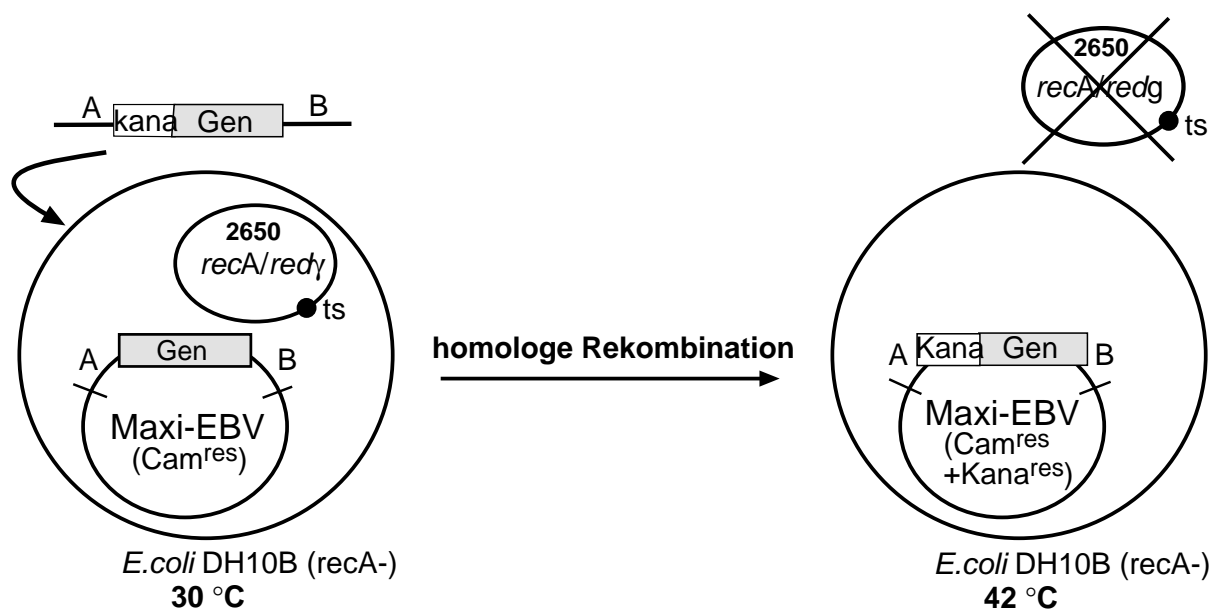 A
kana Gen
B
2650
recA/redγ
ts
A
Gen
B
Maxi-EBV
(Camres)
E.coli DH10B (recA-)
30 °C
homologe Rekombination
2650
recA/redg
ts
A
Kana Gen
B
Maxi-EBV
(Camres
+Kanares)
E.coli DH10B (recA-)
42 °C